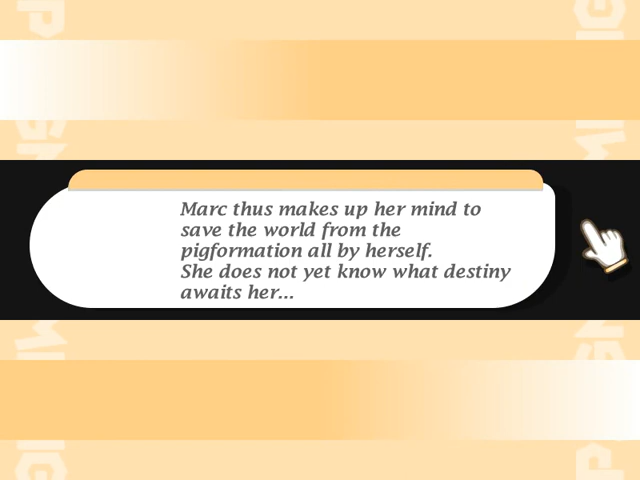 Marc thus makes up her mind to
save the world from the
pigformation all by herself.
She does not yet know what destiny
awaits her...